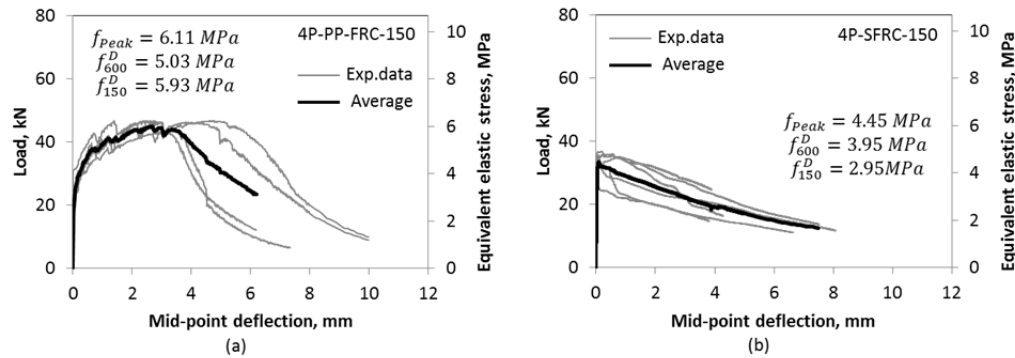 80
60
40
20
0
Load, kN
f_Peak = 6.11 MPa
f^D_600 = 5.03 MPa
f^D_150 = 5.93 MPa
4P-PP-FRC-150
Exp.data
Average
10
8
6
4
2
0
Equivalent elastic stress, MPa
0 2 4 6 8 10 12
Mid-point deflection, mm
(a)
80
60
40
20
0
Load, kN
4P-SFRC-150
Exp.data
Average
f_Peak = 4.45 MPa
f^D_600 = 3.95 MPa
f^D_150 = 2.95MPa
10
8
6
4
2
0
Equivalent elastic stress, MPa
0 2 4 6 8 10 12
Mid-point deflection, mm
(b)